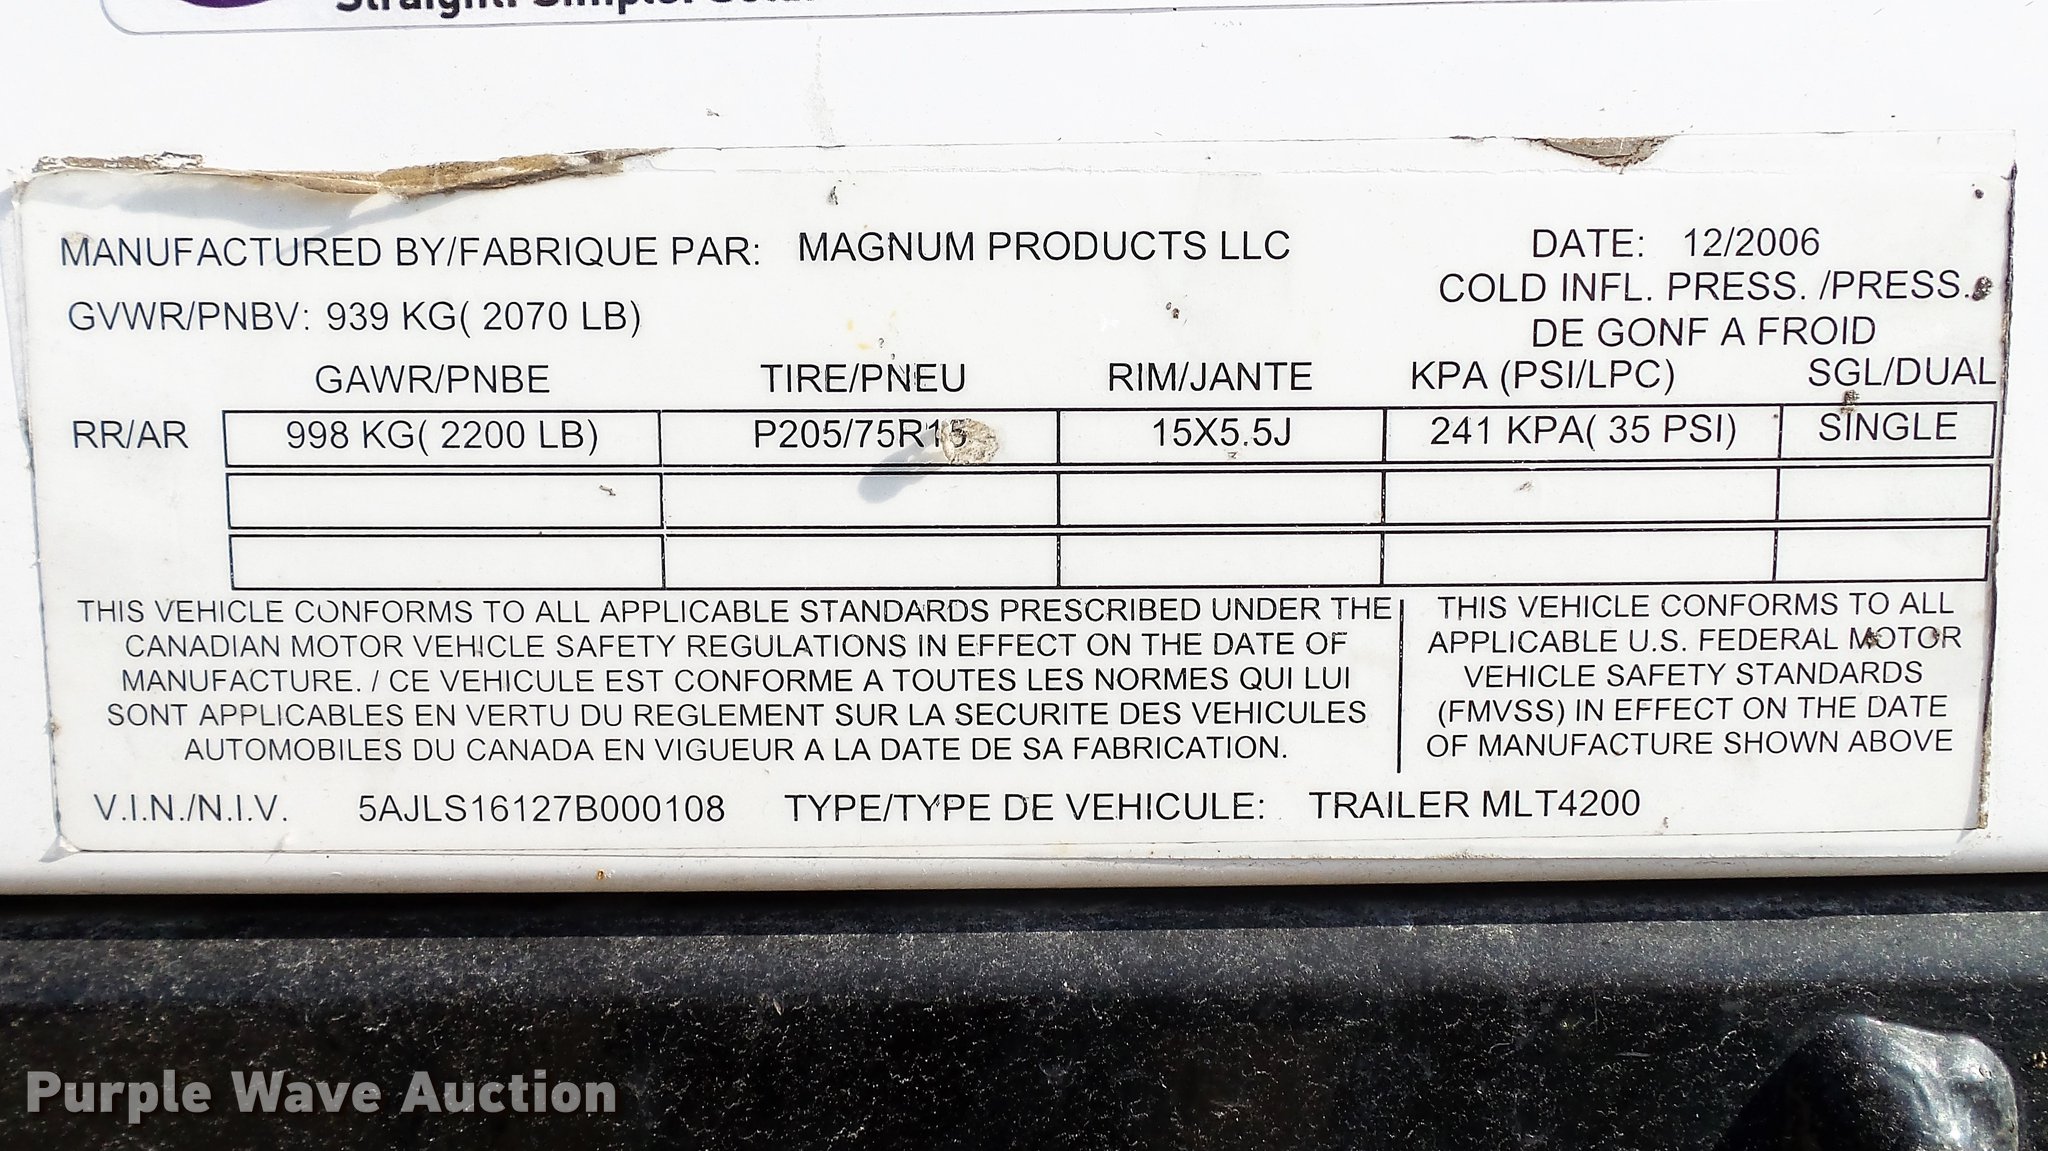 Straight. Simple.
MANUFACTURED BY/FABRIQUE PAR: MAGNUM PRODUCTS LLC DATE: 12/2006
GVWR/PNBV: 939 KG( 2070 LB) COLD INFL. PRESS. /PRESS.
DE GONF A FROID
GAWR/PNBE TIRE/PNEU RIM/JANTE KPA (PSI/LPC) SGL/DUAL
RR/AR 998 KG( 2200 LB) P205/75R15 15X5.5J 241 KPA( 35 PSI) SINGLE
THIS VEHICLE CONFORMS TO ALL APPLICABLE STANDARDS PRESCRIBED UNDER THE
CANADIAN MOTOR VEHICLE SAFETY REGULATIONS IN EFFECT ON THE DATE OF
MANUFACTURE. / CE VEHICULE EST CONFORME A TOUTES LES NORMES QUI LUI
SONT APPLICABLES EN VERTU DU REGLEMENT SUR LA SECURITE DES VEHICULES
AUTOMOBILES DU CANADA EN VIGUEUR A LA DATE DE SA FABRICATION.
THIS VEHICLE CONFORMS TO ALL
APPLICABLE U.S. FEDERAL MOTOR
VEHICLE SAFETY STANDARDS
(FMVSS) IN EFFECT ON THE DATE
OF MANUFACTURE SHOWN ABOVE
V.I.N./N.I.V. 5AJLS16127B000108 TYPE/TYPE DE VEHICULE: TRAILER MLT4200
Purple Wave Auction